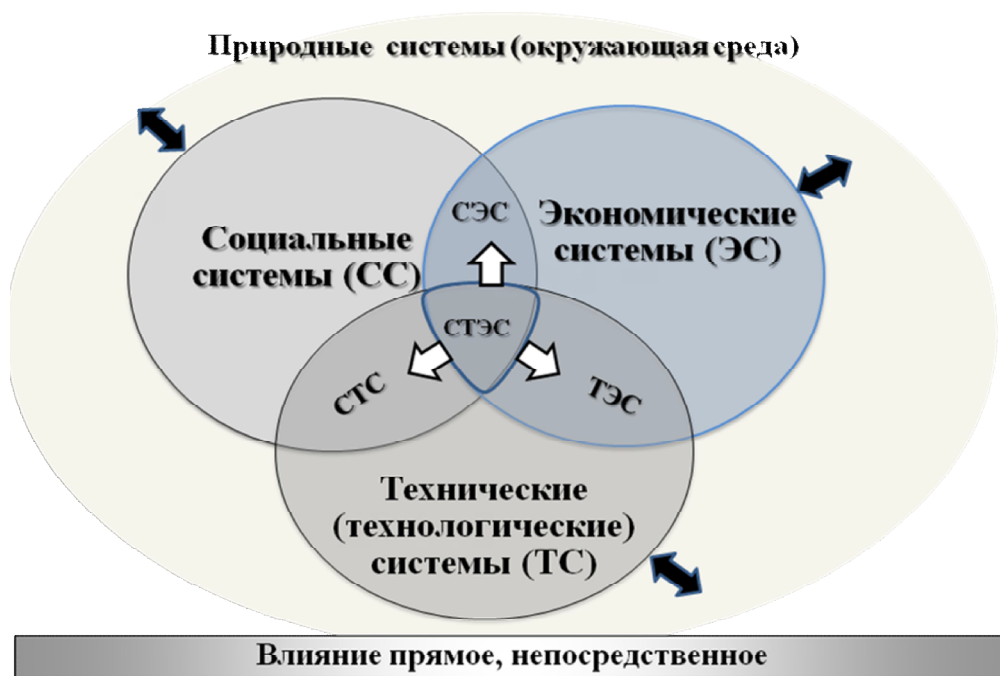 Природные системы (окружающая среда)
СЭС
Экономические
системы (ЭС)
Социальные
системы (СС)
СТЭС
СТС
ТЭС
Технические
(технологические)
системы (ТС)
Влияние прямое, непосредственное